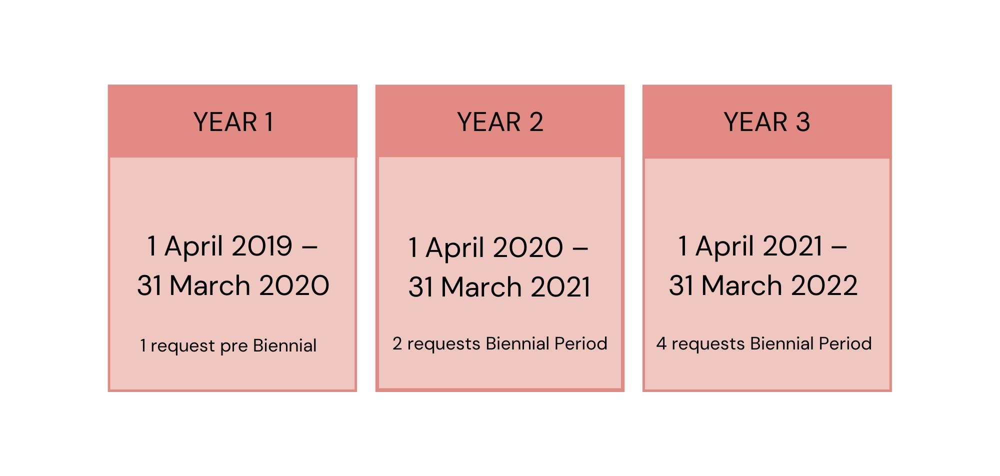 YEAR 1
1 April 2019 –
31 March 2020
1 request pre Biennial
YEAR 2
1 April 2020 –
31 March 2021
2 requests Biennial Period
YEAR 3
1 April 2021 –
31 March 2022
4 requests Biennial Period